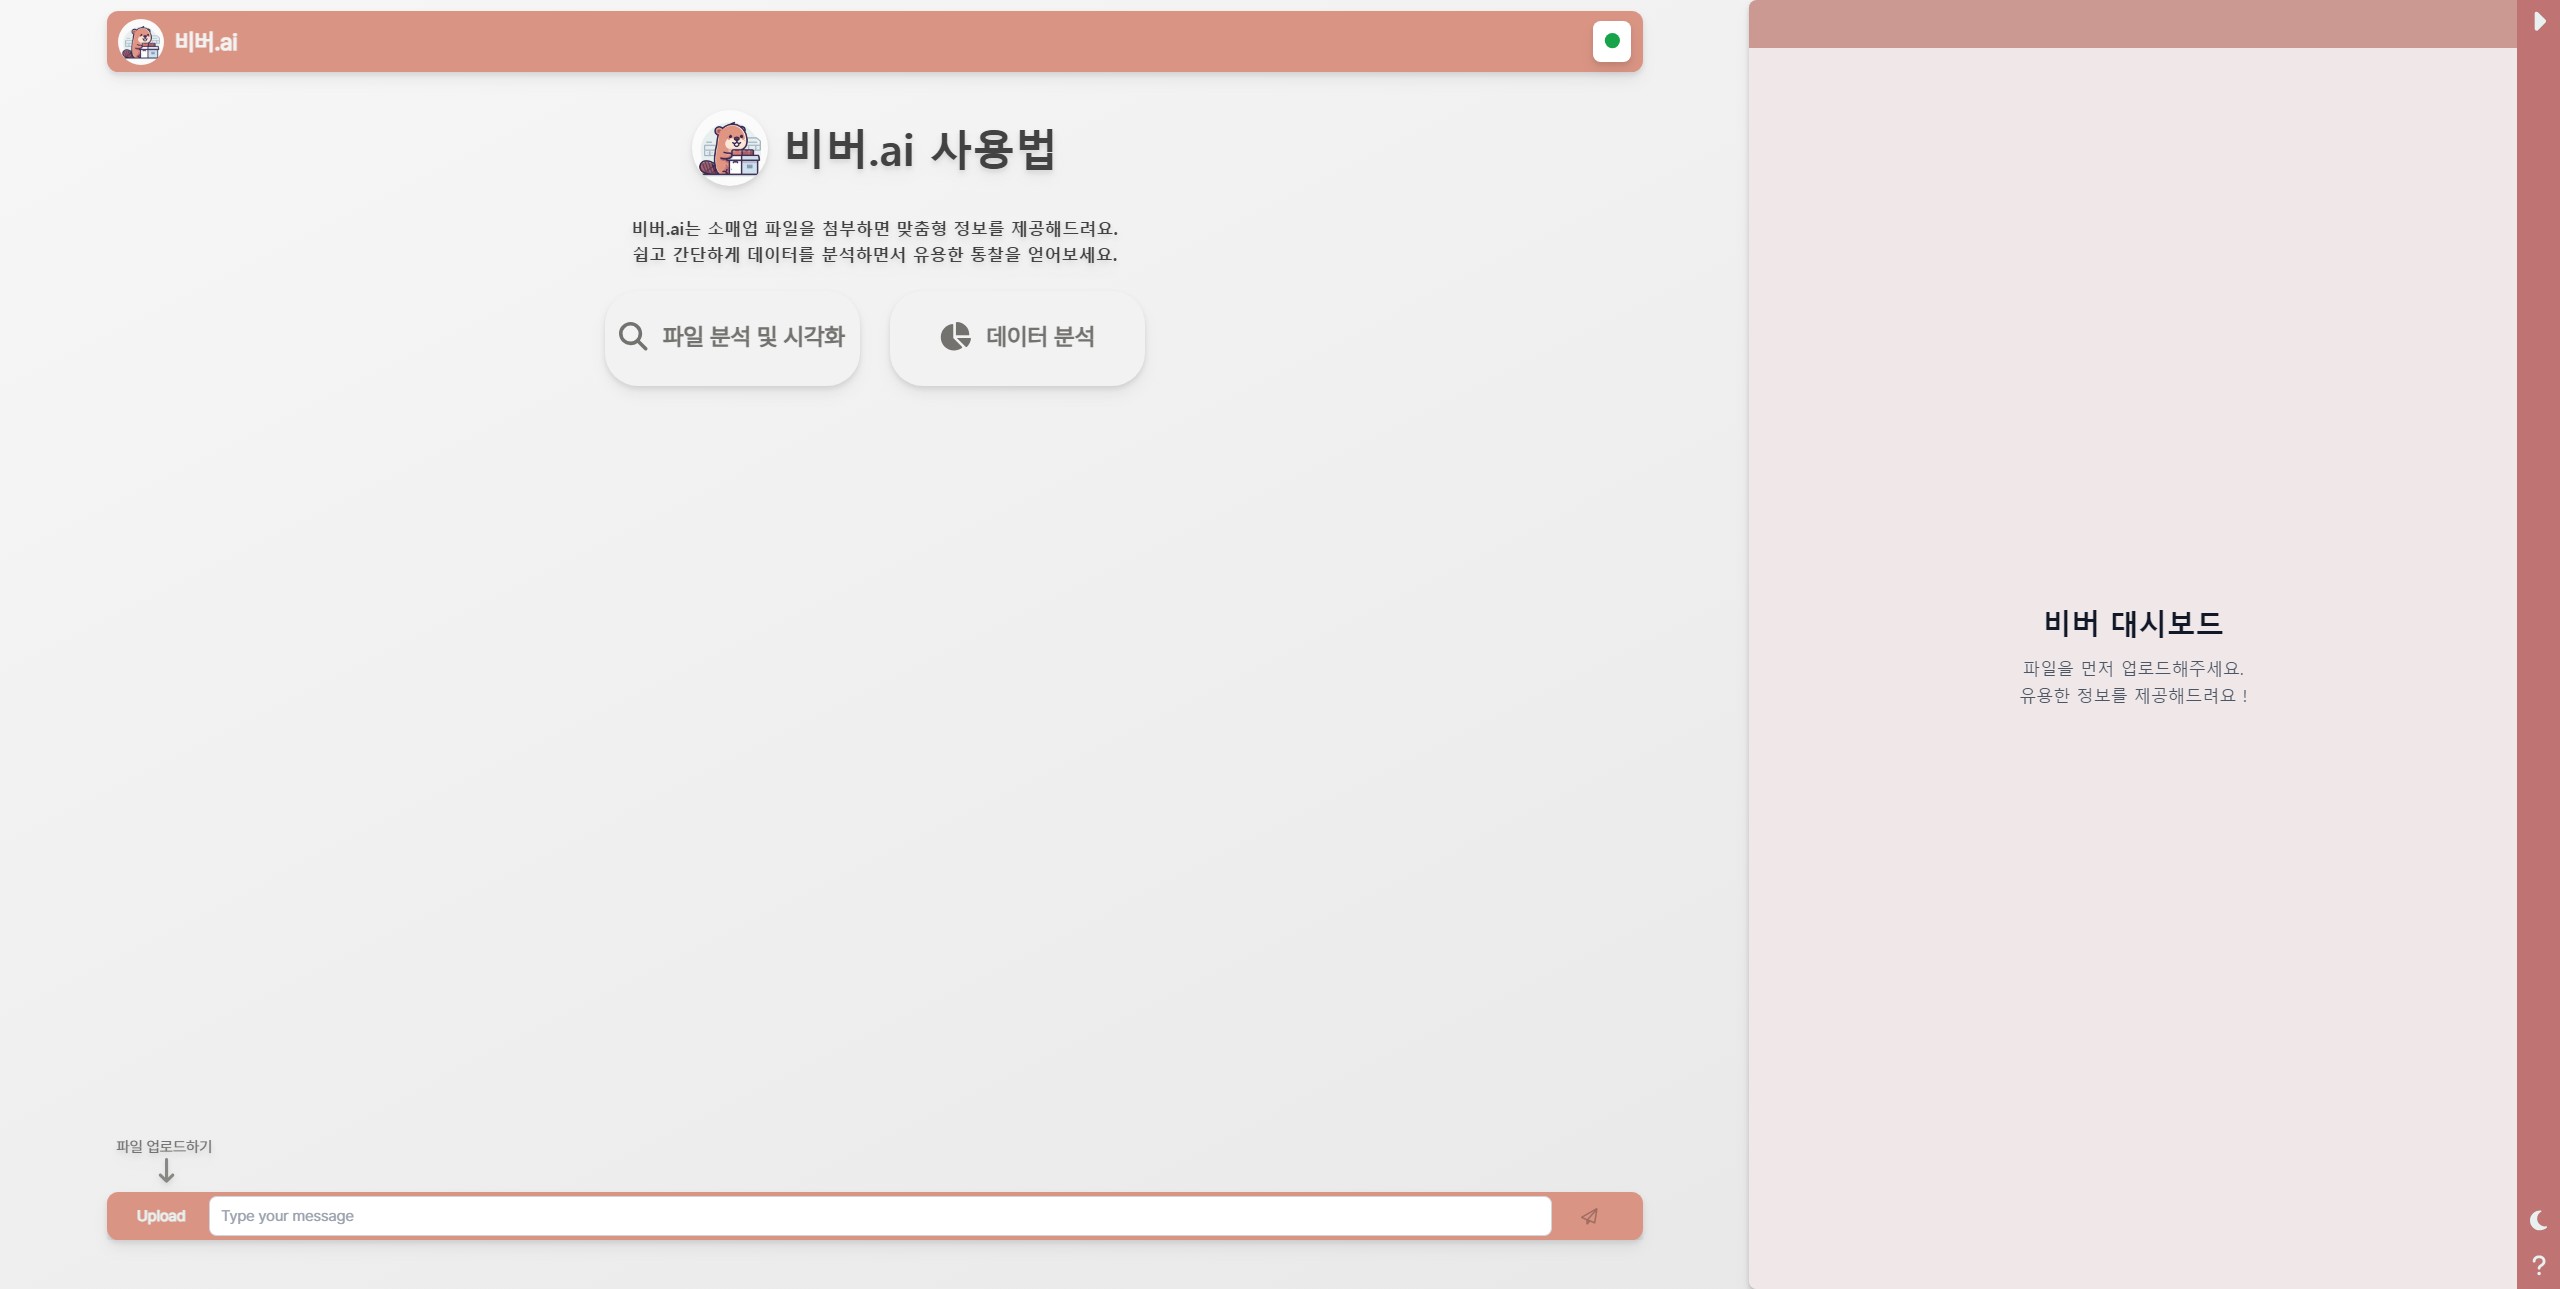 비버.ai
비버.ai 사용법
비버.ai는 소매업 파일을 첨부하면 맞춤형 정보를 제공해드려요.
쉽고 간단하게 데이터를 분석하면서 유용한 통찰을 얻어보세요.
파일 분석 및 시각화
데이터 분석
파일 업로드하기
Upload
Type your message
비버 대시보드
파일을 먼저 업로드해주세요.
유용한 정보를 제공해드려요 !
?